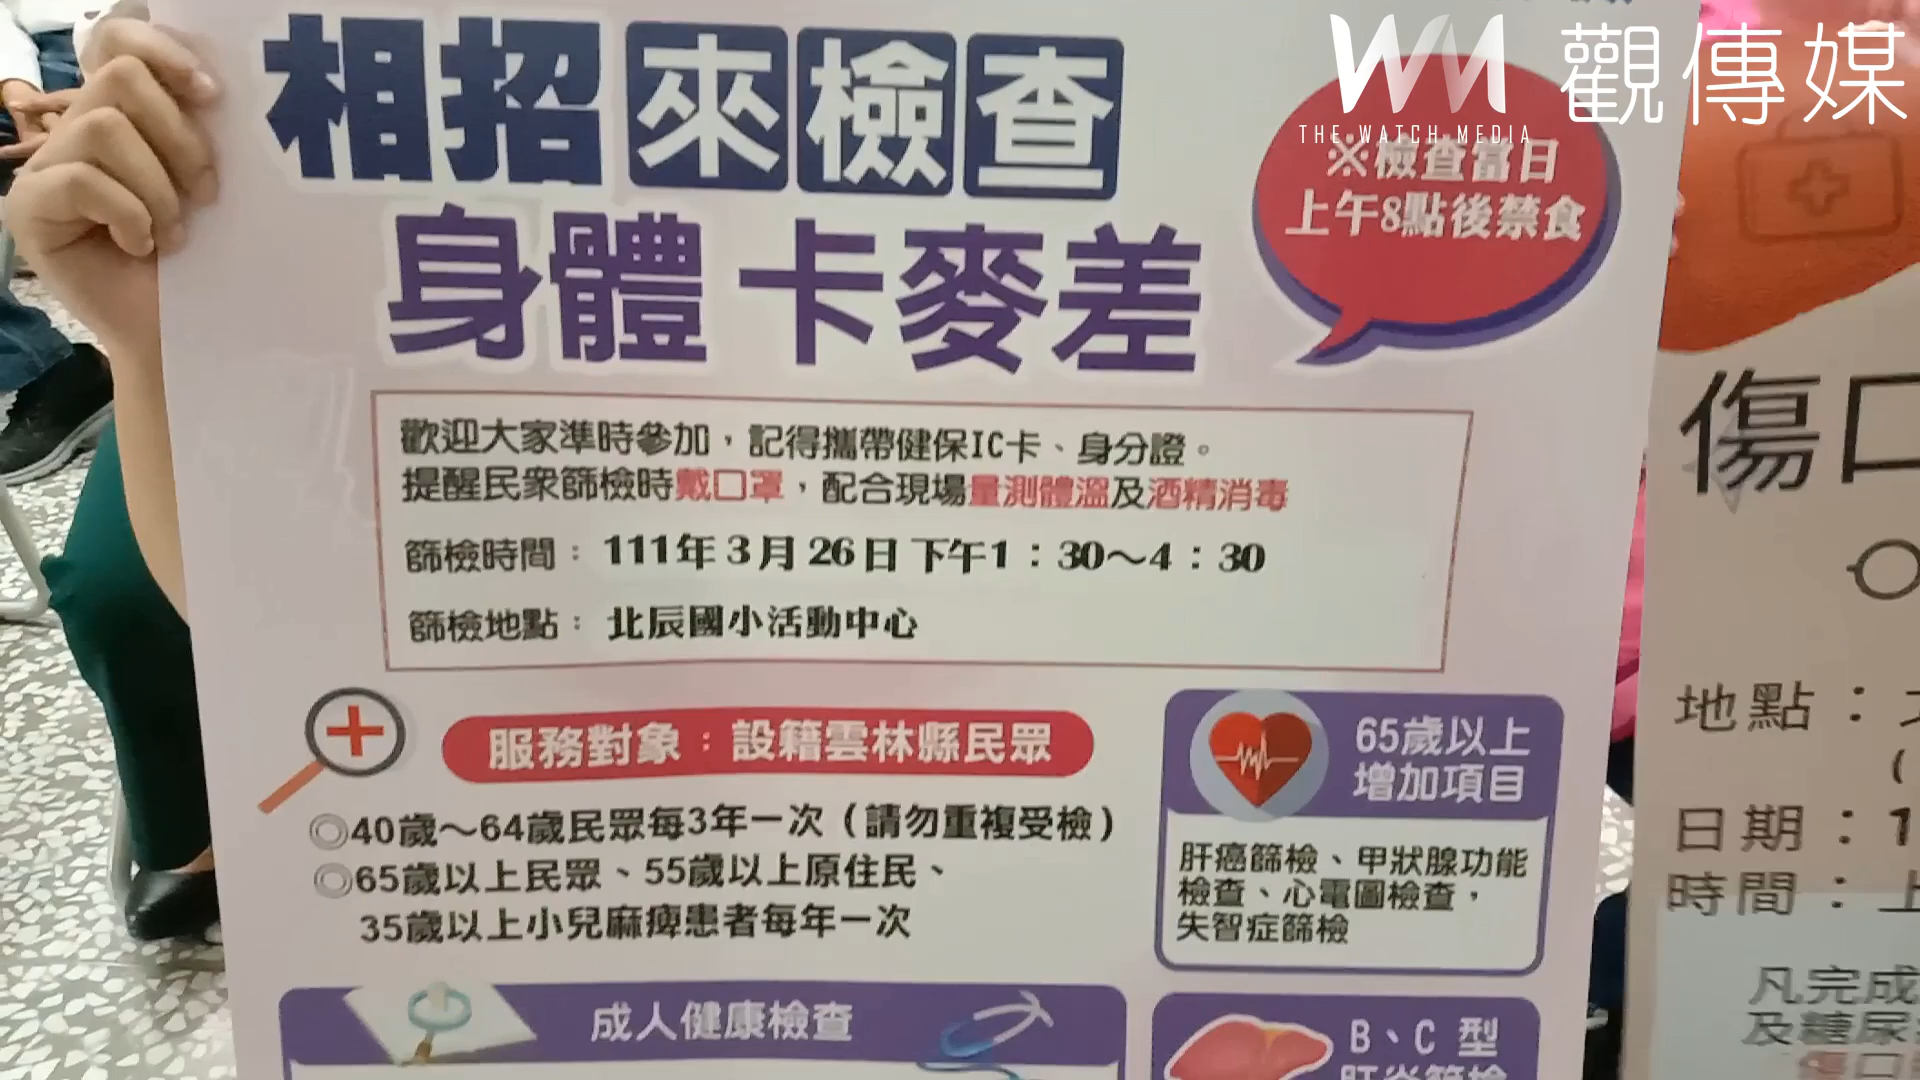 WM 觀傳媒
THE WATCH MEDIA
相招來檢查
身體 卡麥差
※檢查當日
上午8點後禁食
歡迎大家準時參加，記得攜帶健保IC卡、身分證。
提醒民眾篩檢時戴口罩，配合現場量測體溫及酒精消毒
篩檢時間：111年3月26日下午1：30～4：30
篩檢地點：北辰國小活動中心
服務對象：設籍雲林縣民眾
◎40歲～64歲民眾每3年一次（請勿重複受檢）
◎65歲以上民眾、55歲以上原住民、
35歲以上小兒麻痺患者每年一次
65歲以上
增加項目
肝癌篩檢、甲狀腺功能
檢查、心電圖檢查，
失智症篩檢
成人健康檢查
B、C 型
肝炎篩檢
傷口
地點：
(
日期：1
時間：上
凡完成
及糖尿
傷口